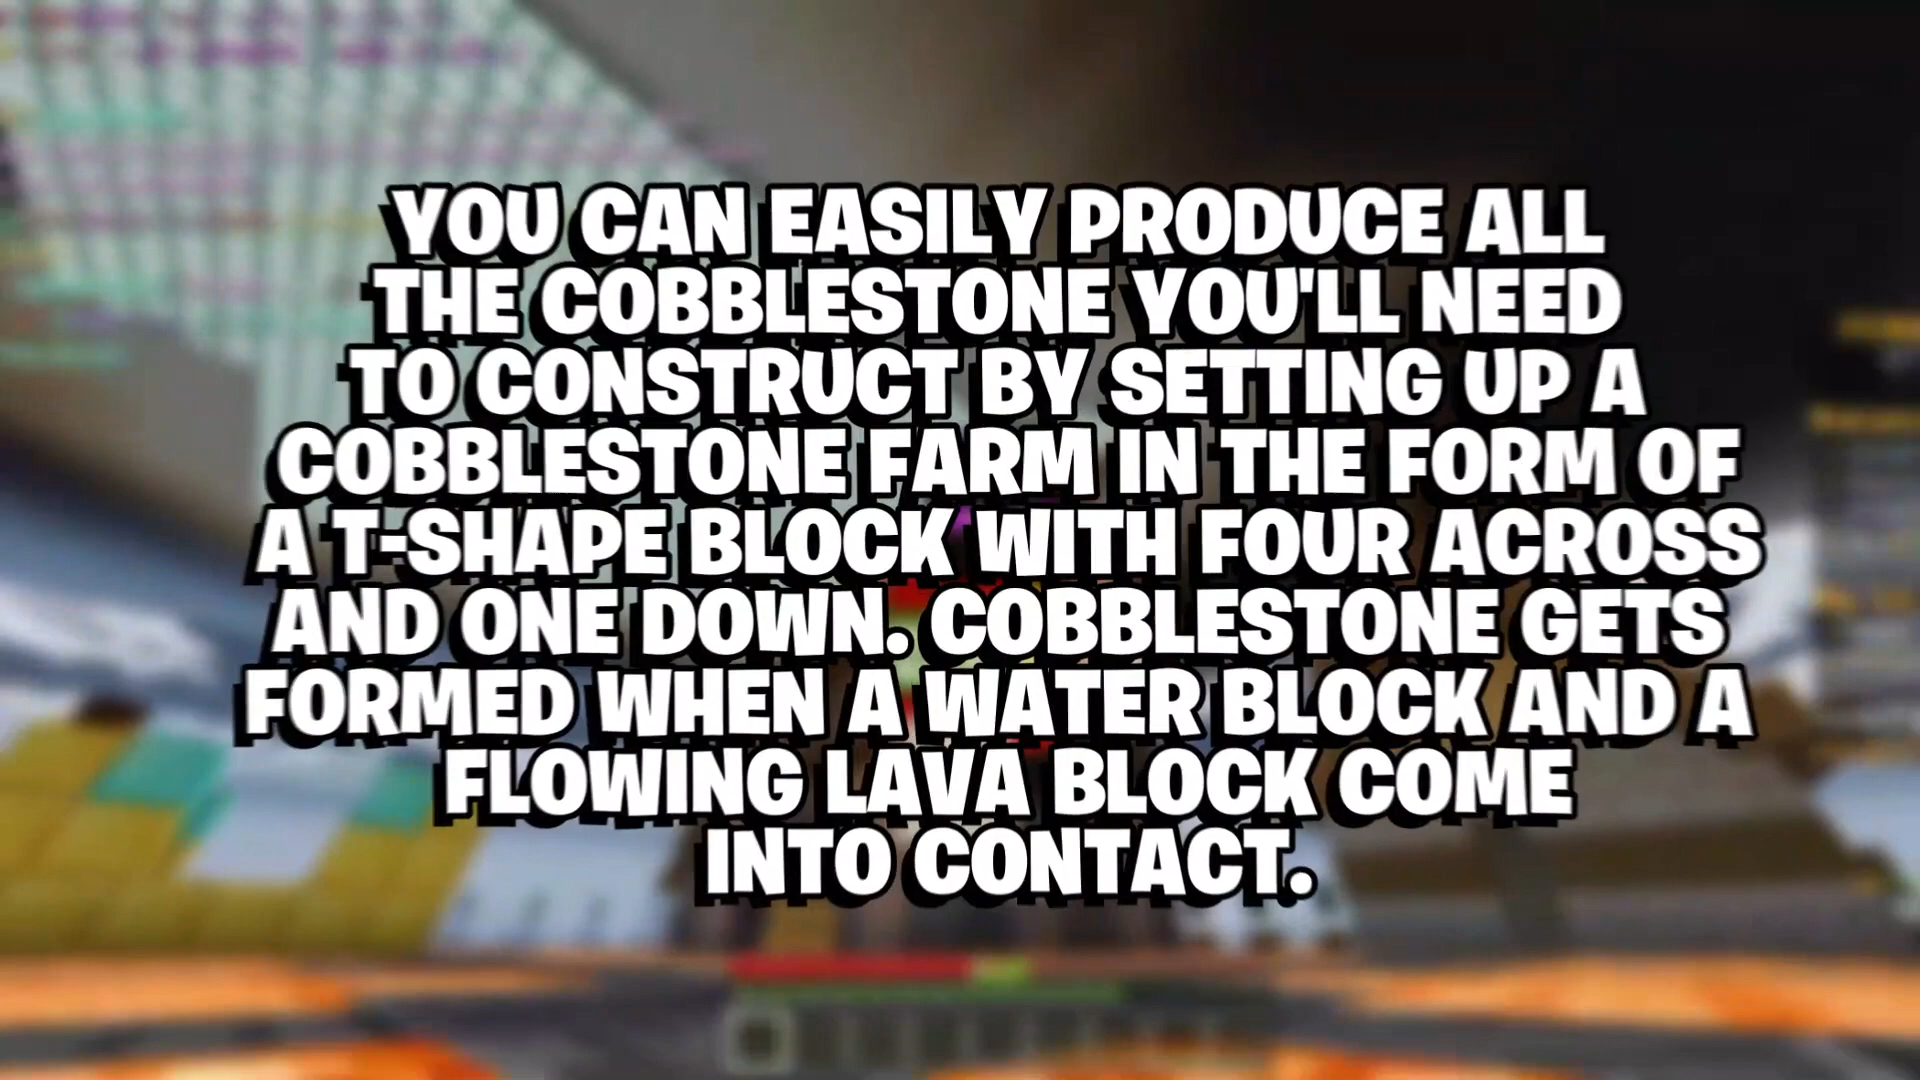 YOU CAN EASILY PRODUCE ALL
THE COBBLESTONE YOU'LL NEED
TO CONSTRUCT BY SETTING UP A
COBBLESTONE FARM IN THE FORM OF
A T-SHAPE BLOCK WITH FOUR ACROSS
AND ONE DOWN. COBBLESTONE GETS
FORMED WHEN A WATER BLOCK AND A
FLOWING LAVA BLOCK COME
INTO CONTACT.